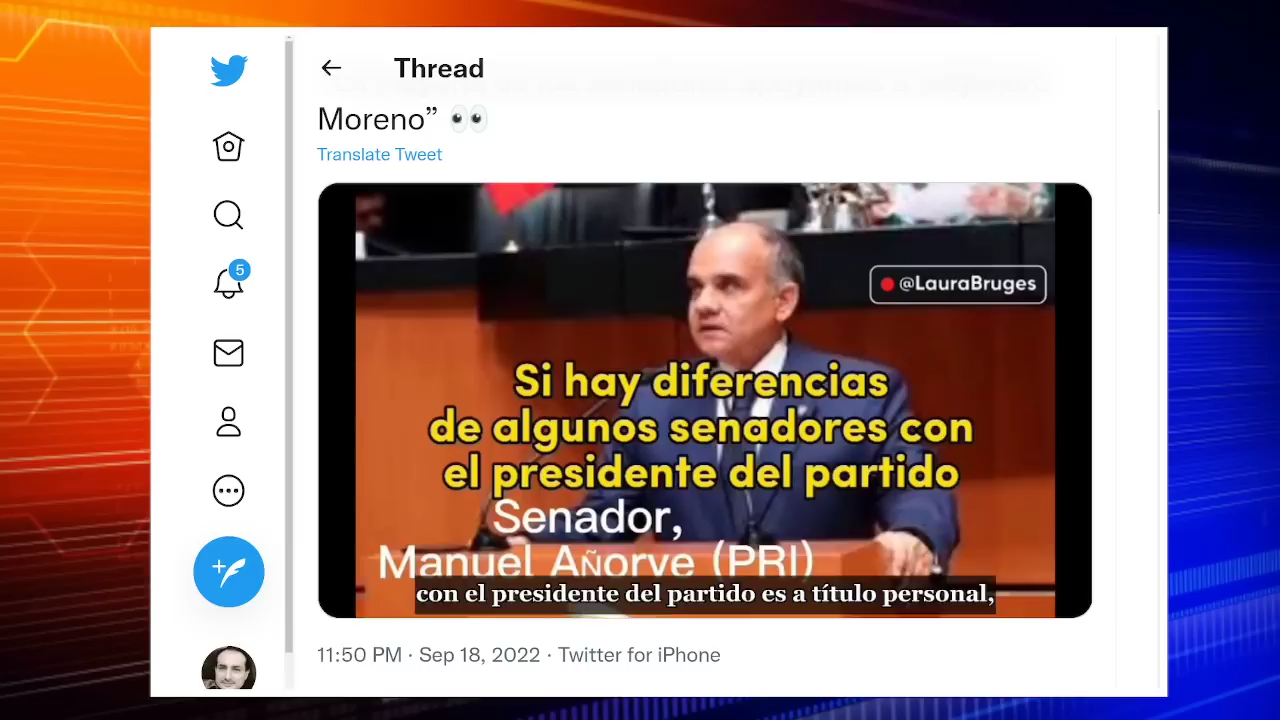 Thread
Moreno” 👀
Translate Tweet
5
@LauraBruges
Si hay diferencias
de algunos senadores con
el presidente del partido
Senador,
Manuel Añorve (PRI)
con el presidente del partido es a título personal,
11:50 PM · Sep 18, 2022 · Twitter for iPhone